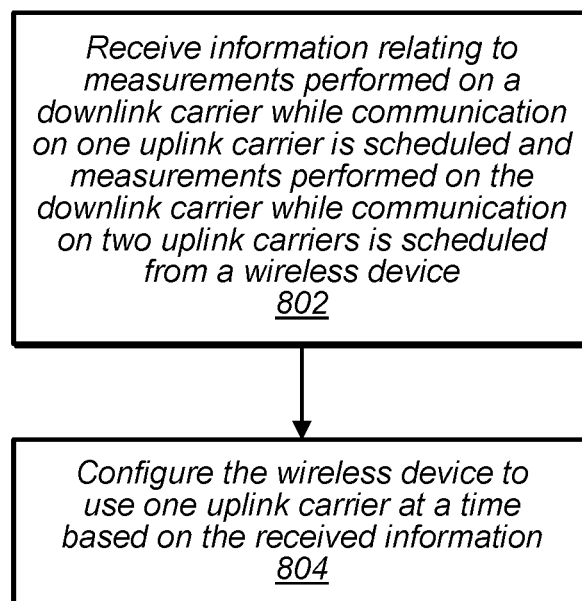 Receive information relating to
measurements performed on a
downlink carrier while communication
on one uplink carrier is scheduled and
measurements performed on the
downlink carrier while communication
on two uplink carriers is scheduled
from a wireless device
802
Configure the wireless device to
use one uplink carrier at a time
based on the received information
804